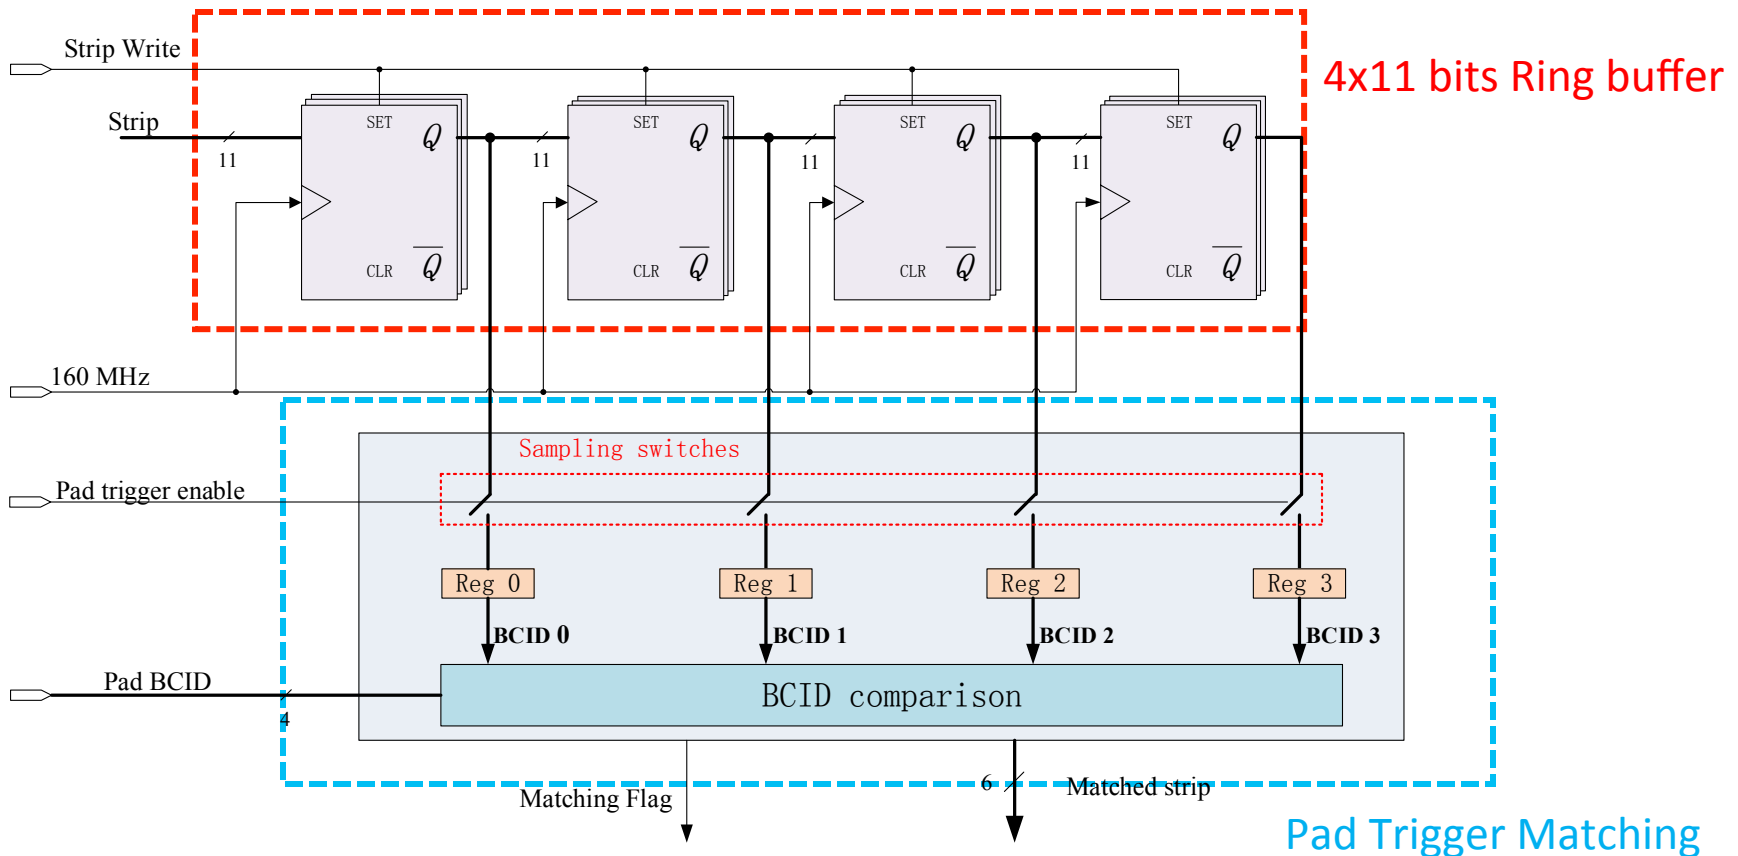 Strip Write
4x11 bits Ring buffer
Strip
SET Q SET Q SET Q SET Q
11 11 11 11
CLR Q CLR Q CLR Q CLR Q
160 MHz
Sampling switches
Pad trigger enable
Reg 0 Reg 1 Reg 2 Reg 3
BCID 0 BCID 1 BCID 2 BCID 3
Pad BCID
4
BCID comparison
Matching Flag
6
Matched strip
Pad Trigger Matching